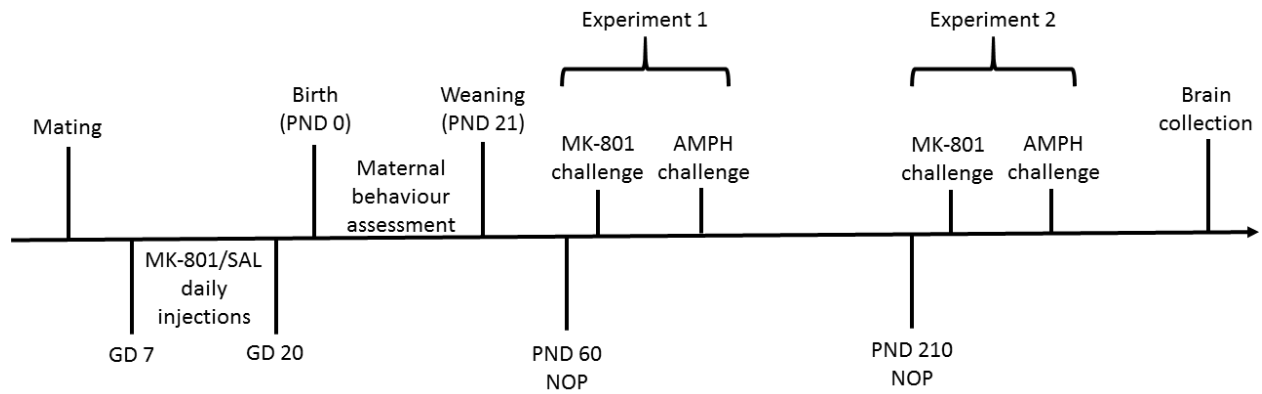 Experiment 1
Experiment 2
Mating
Birth
(PND 0)
Weaning
(PND 21)
Brain
collection
Maternal
behaviour
assessment
MK-801
challenge
AMPH
challenge
MK-801
challenge
AMPH
challenge
MK-801/SAL
daily
injections
GD 7
GD 20
PND 60
NOP
PND 210
NOP